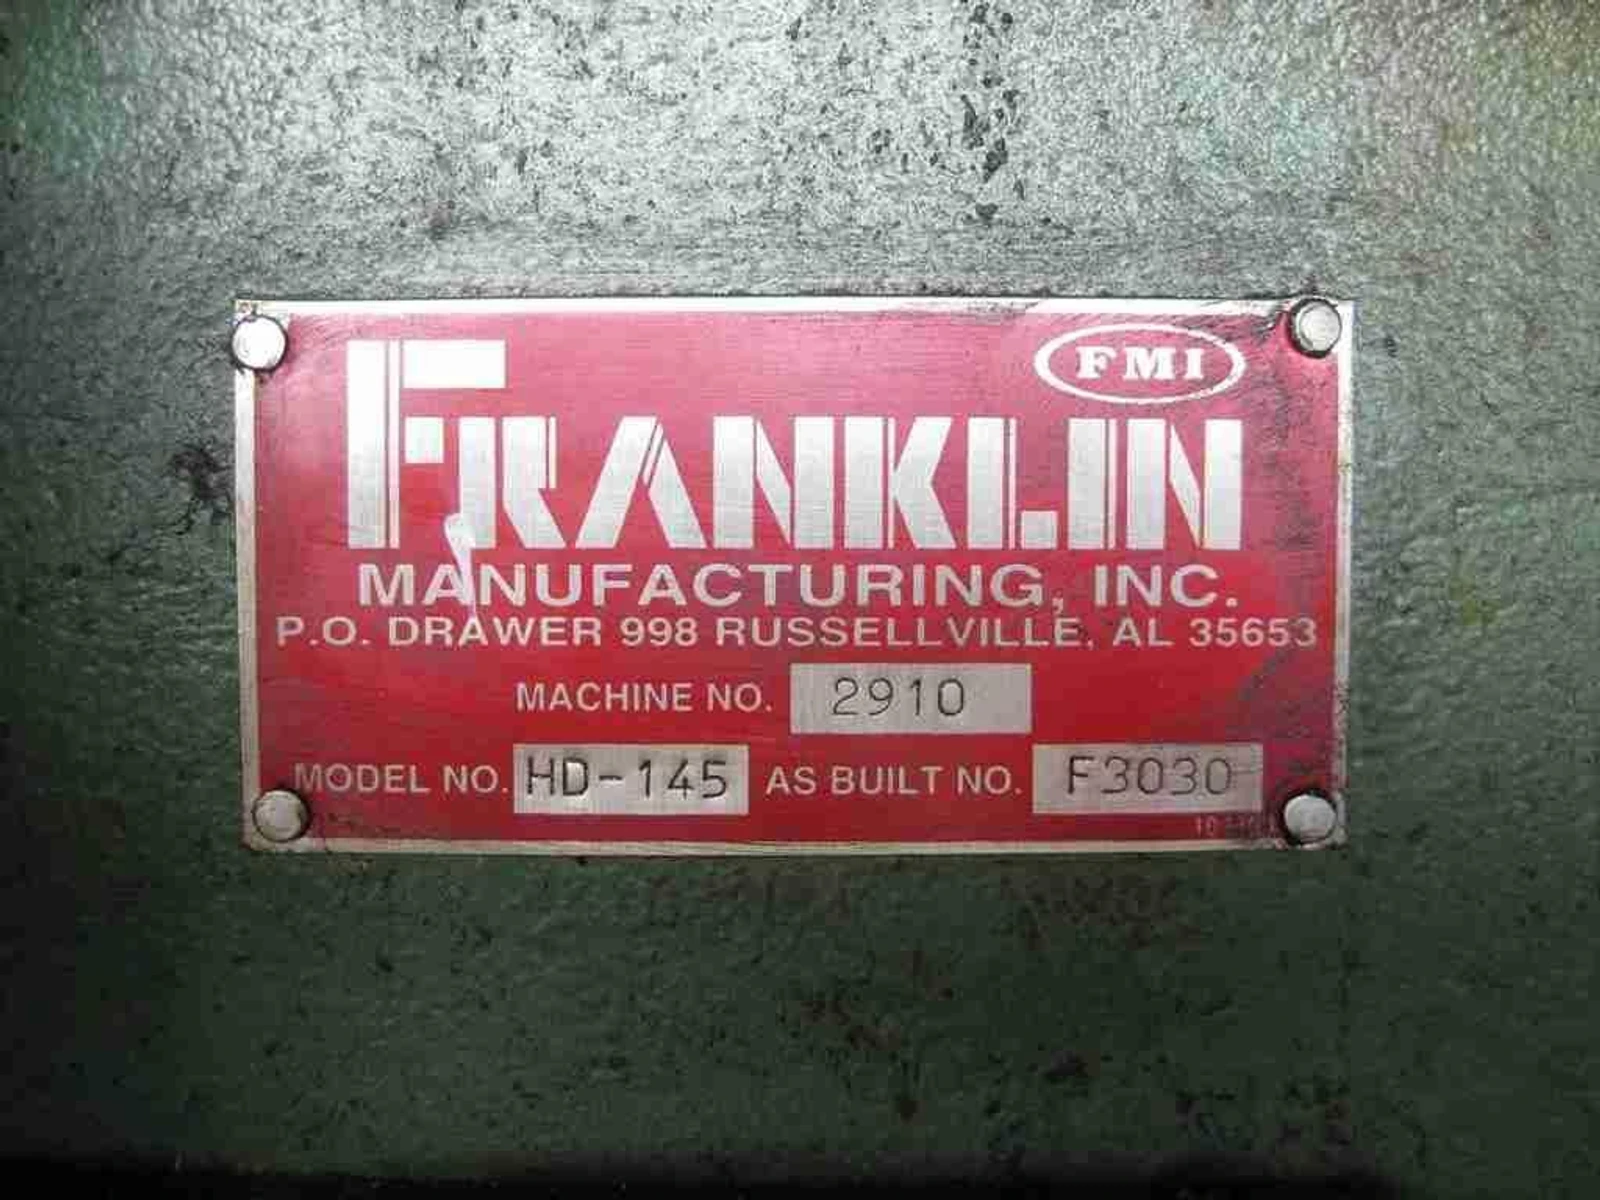 FMI
FRANKLIN
MANUFACTURING, INC.
P.O. DRAWER 998 RUSSELLVILLE, AL 35653
MACHINE NO. 2910
MODEL NO. HD-145 AS BUILT NO. F3030